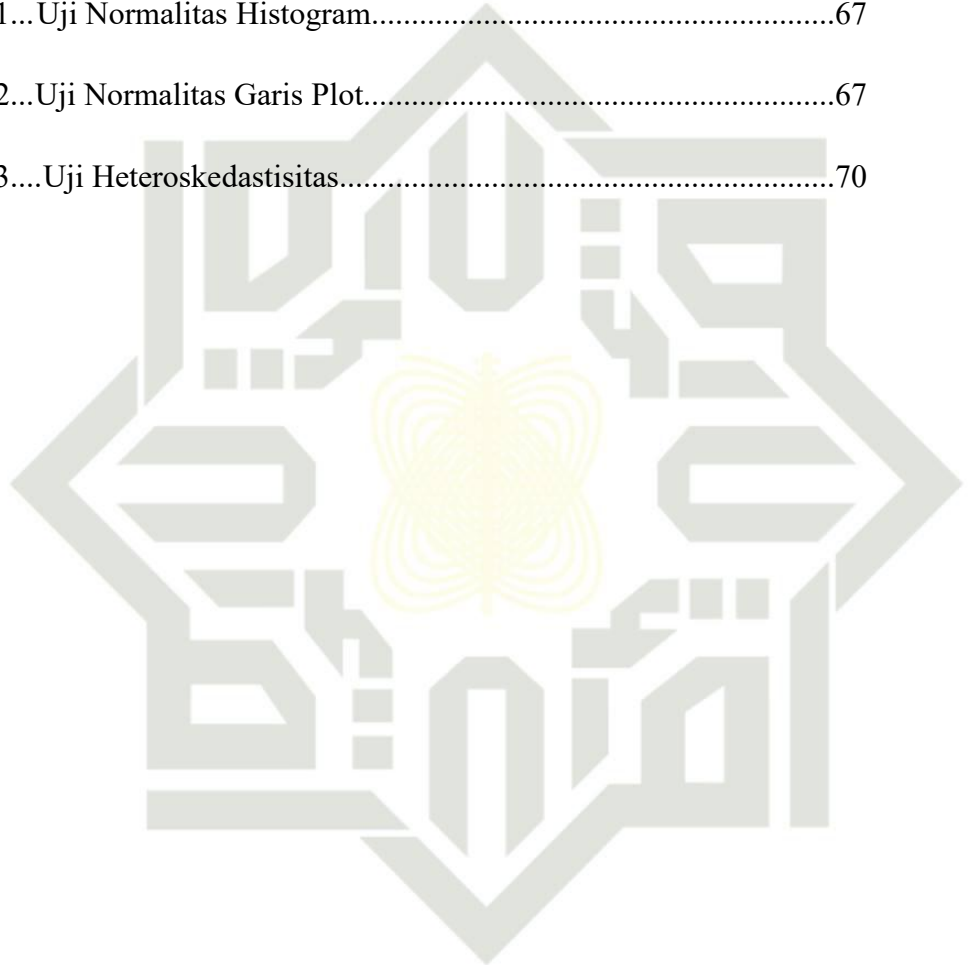 1...Uji Normalitas Histogram..........................................................67
2...Uji Normalitas Garis Plot...........................................................67
3....Uji Heteroskedastisitas..............................................................70